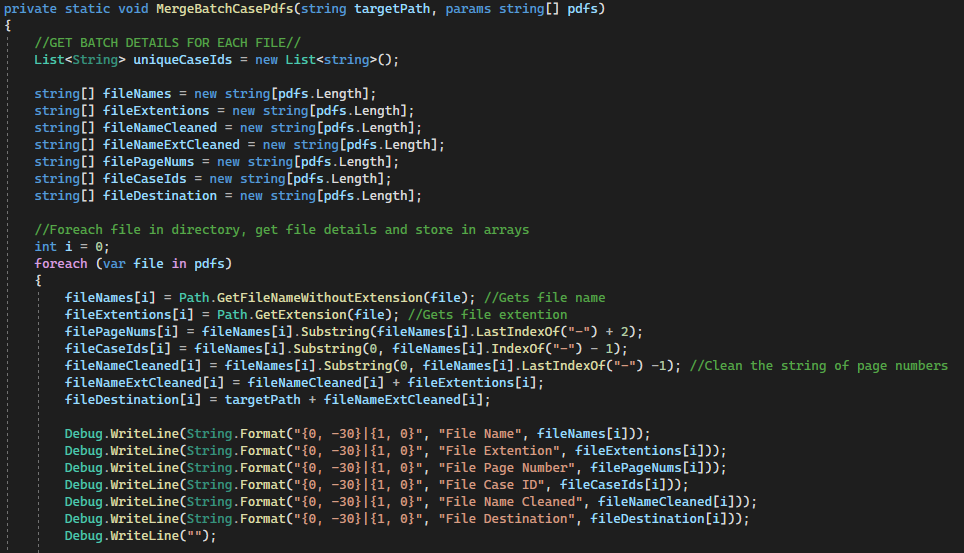 private static void MergeBatchCasePdfs(string targetPath, params string[] pdfs)
{
//GET BATCH DETAILS FOR EACH FILE//
List<String> uniqueCaseIds = new List<string>();
string[] fileNames = new string[pdfs.Length];
string[] fileExtentions = new string[pdfs.Length];
string[] fileNameCleaned = new string[pdfs.Length];
string[] fileNameExtCleaned = new string[pdfs.Length];
string[] filePageNums = new string[pdfs.Length];
string[] fileCaseIds = new string[pdfs.Length];
string[] fileDestination = new string[pdfs.Length];
//Foreach file in directory, get file details and store in arrays
int i = 0;
foreach (var file in pdfs)
{
fileNames[i] = Path.GetFileNameWithoutExtension(file); //Gets file name
fileExtentions[i] = Path.GetExtension(file); //Gets file extention
filePageNums[i] = fileNames[i].Substring(fileNames[i].LastIndexOf("-") + 2);
fileCaseIds[i] = fileNames[i].Substring(0, fileNames[i].IndexOf("-") - 1);
fileNameCleaned[i] = fileNames[i].Substring(0, fileNames[i].LastIndexOf("-") -1); //Clean the string of page numbers
fileNameExtCleaned[i] = fileNameCleaned[i] + fileExtentions[i];
fileDestination[i] = targetPath + fileNameExtCleaned[i];
Debug.WriteLine(String.Format("{0, -30}|{1, 0}", "File Name", fileNames[i]));
Debug.WriteLine(String.Format("{0, -30}|{1, 0}", "File Extention", fileExtentions[i]));
Debug.WriteLine(String.Format("{0, -30}|{1, 0}", "File Page Number", filePageNums[i]));
Debug.WriteLine(String.Format("{0, -30}|{1, 0}", "File Case ID", fileCaseIds[i]));
Debug.WriteLine(String.Format("{0, -30}|{1, 0}", "File Name Cleaned", fileNameCleaned[i]));
Debug.WriteLine(String.Format("{0, -30}|{1, 0}", "File Destination", fileDestination[i]));
Debug.WriteLine("");